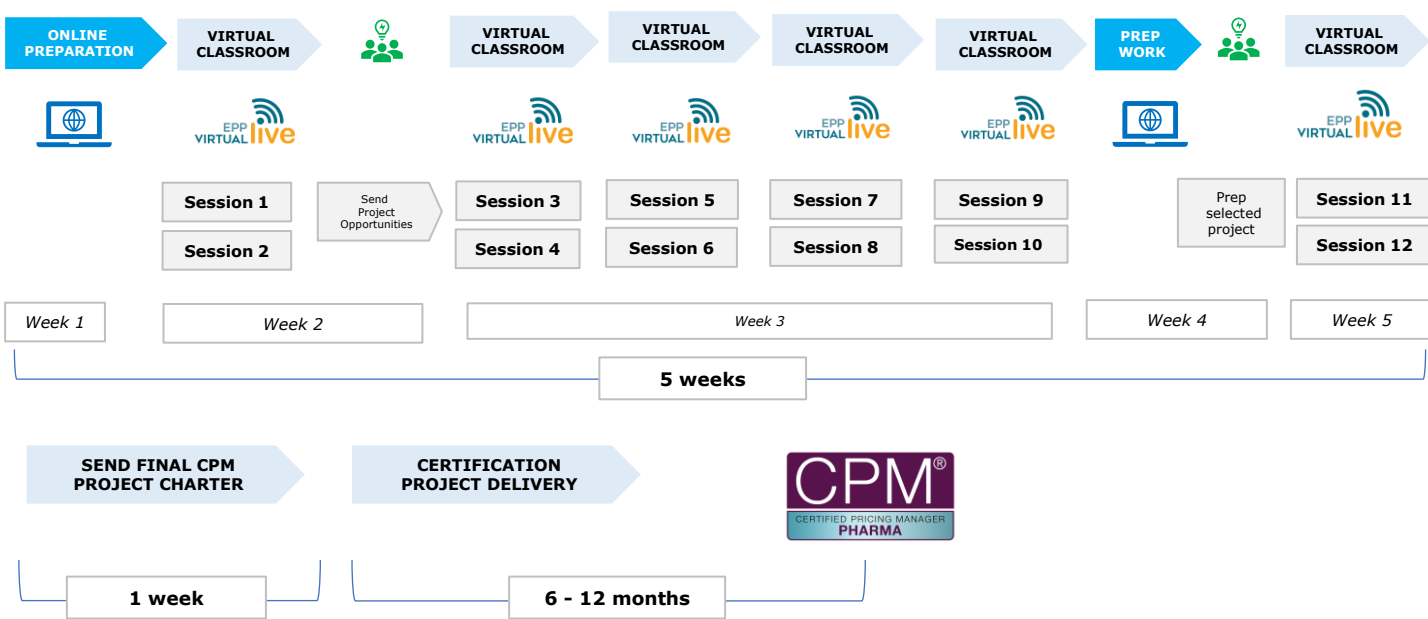 ONLINE
PREPARATION
VIRTUAL
CLASSROOM
VIRTUAL
CLASSROOM
VIRTUAL
CLASSROOM
VIRTUAL
CLASSROOM
VIRTUAL
CLASSROOM
PREP
WORK
VIRTUAL
CLASSROOM
EPP
VIRTUAL live
EPP
VIRTUAL live
EPP
VIRTUAL live
EPP
VIRTUAL live
EPP
VIRTUAL live
EPP
VIRTUAL live
Session 1
Session 2
Send
Project
Opportunities
Session 3
Session 4
Session 5
Session 6
Session 7
Session 8
Session 9
Session 10
Prep
selected
project
Session 11
Session 12
Week 1
Week 2
Week 3
Week 4
Week 5
5 weeks
SEND FINAL CPM
PROJECT CHARTER
CERTIFICATION
PROJECT DELIVERY
CPM®
CERTIFIED PRICING MANAGER
PHARMA
1 week
6 - 12 months